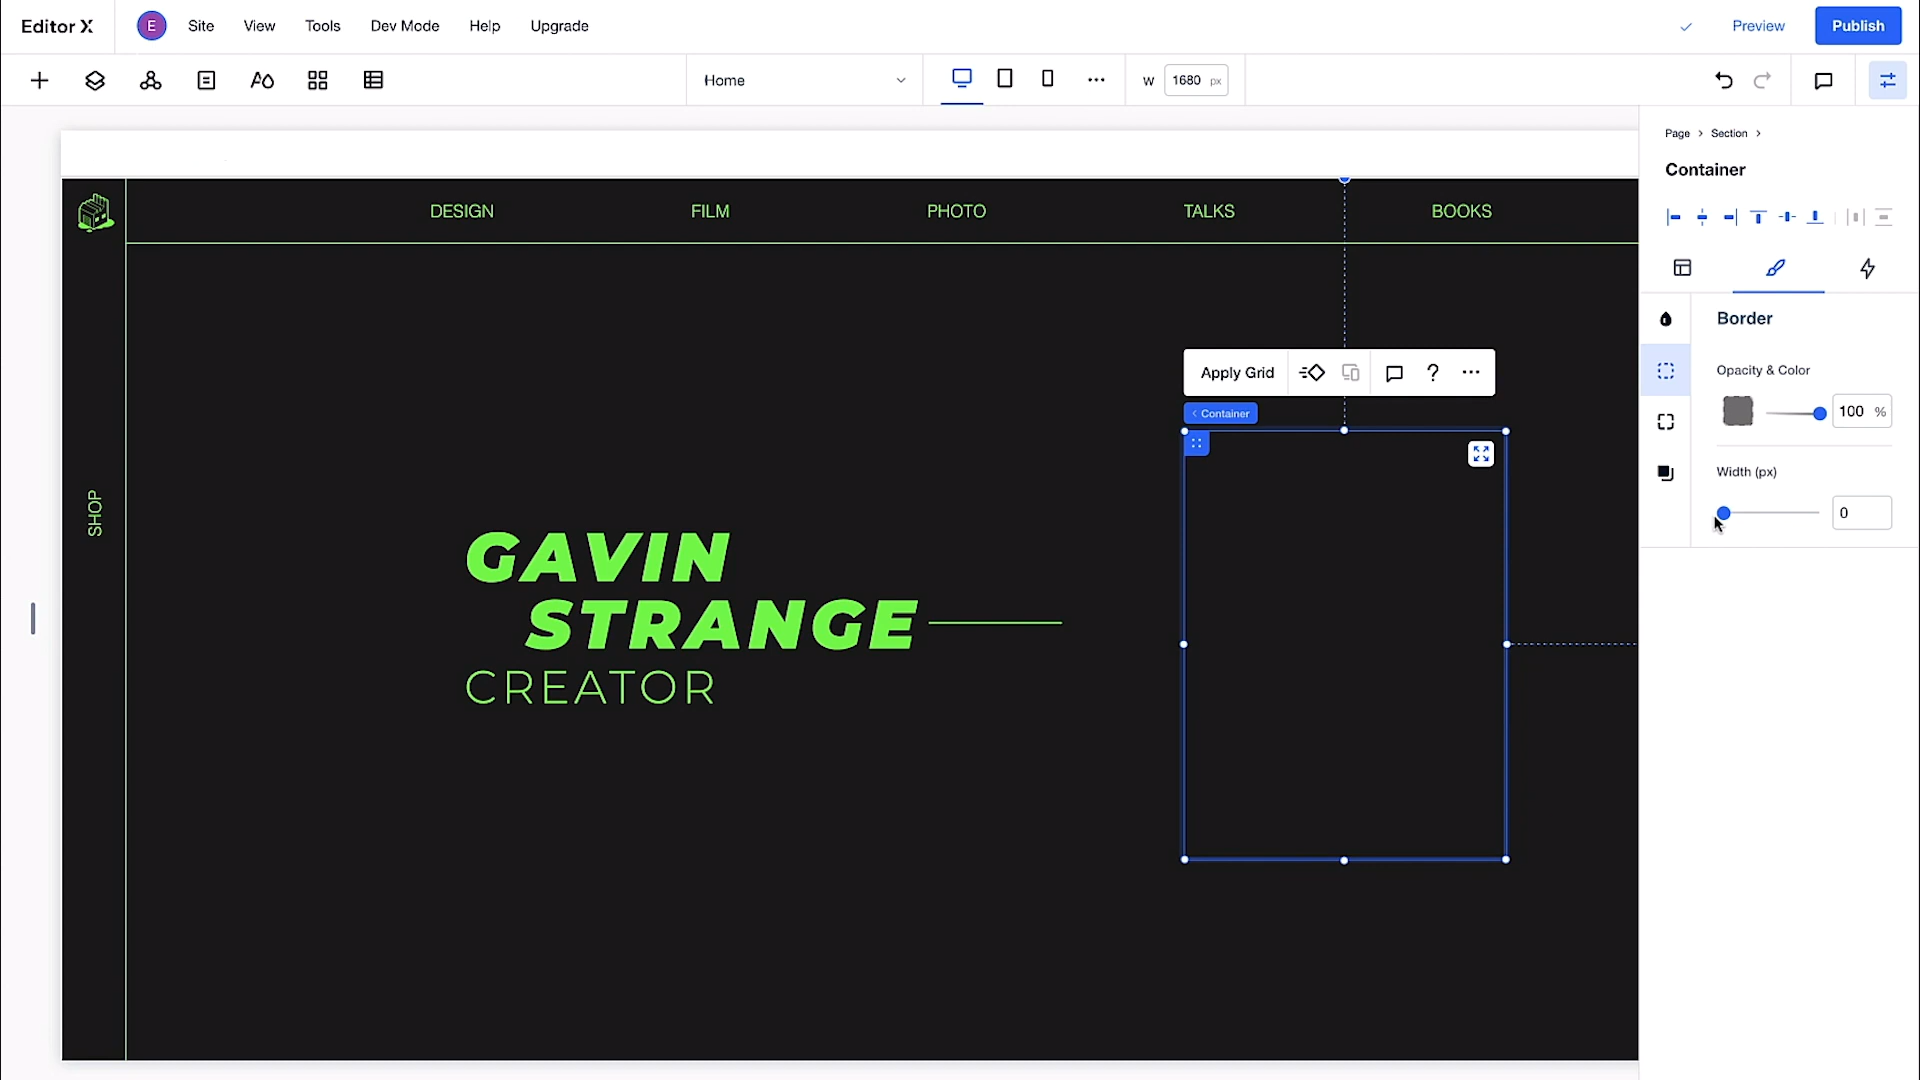 Editor X
E
Site
View
Tools
Dev Mode
Help
Upgrade
Preview
Publish
Home
W
1680 px
Page > Section >
Container
DESIGN
FILM
PHOTO
TALKS
BOOKS
Border
Apply Grid
?
Opacity & Color
100 %
< Container
Width (px)
0
SHOP
GAVIN
STRANGE
CREATOR